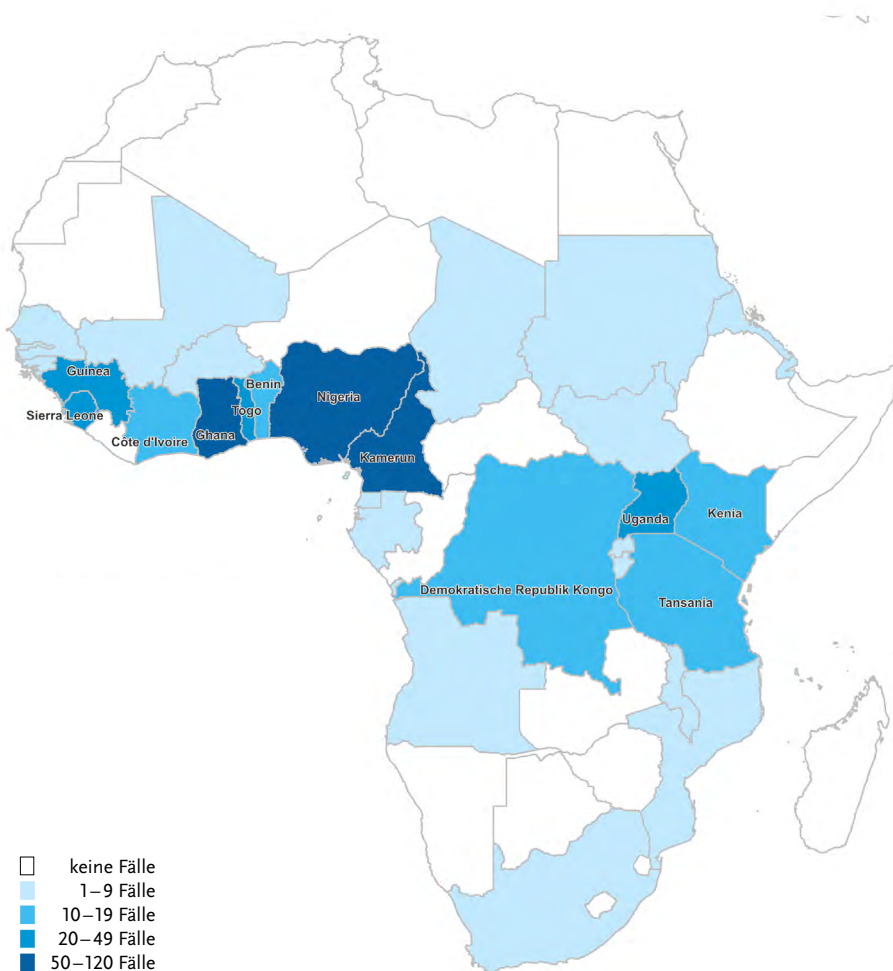 Guinea
Benin
Nigeria
Sierra Leone
Togo
Côte d'Ivoire
Ghana
Kamerun
Uganda
Kenia
Demokratische Republik Kongo
Tansania
keine Fälle
1–9 Fälle
10–19 Fälle
20–49 Fälle
50–120 Fälle